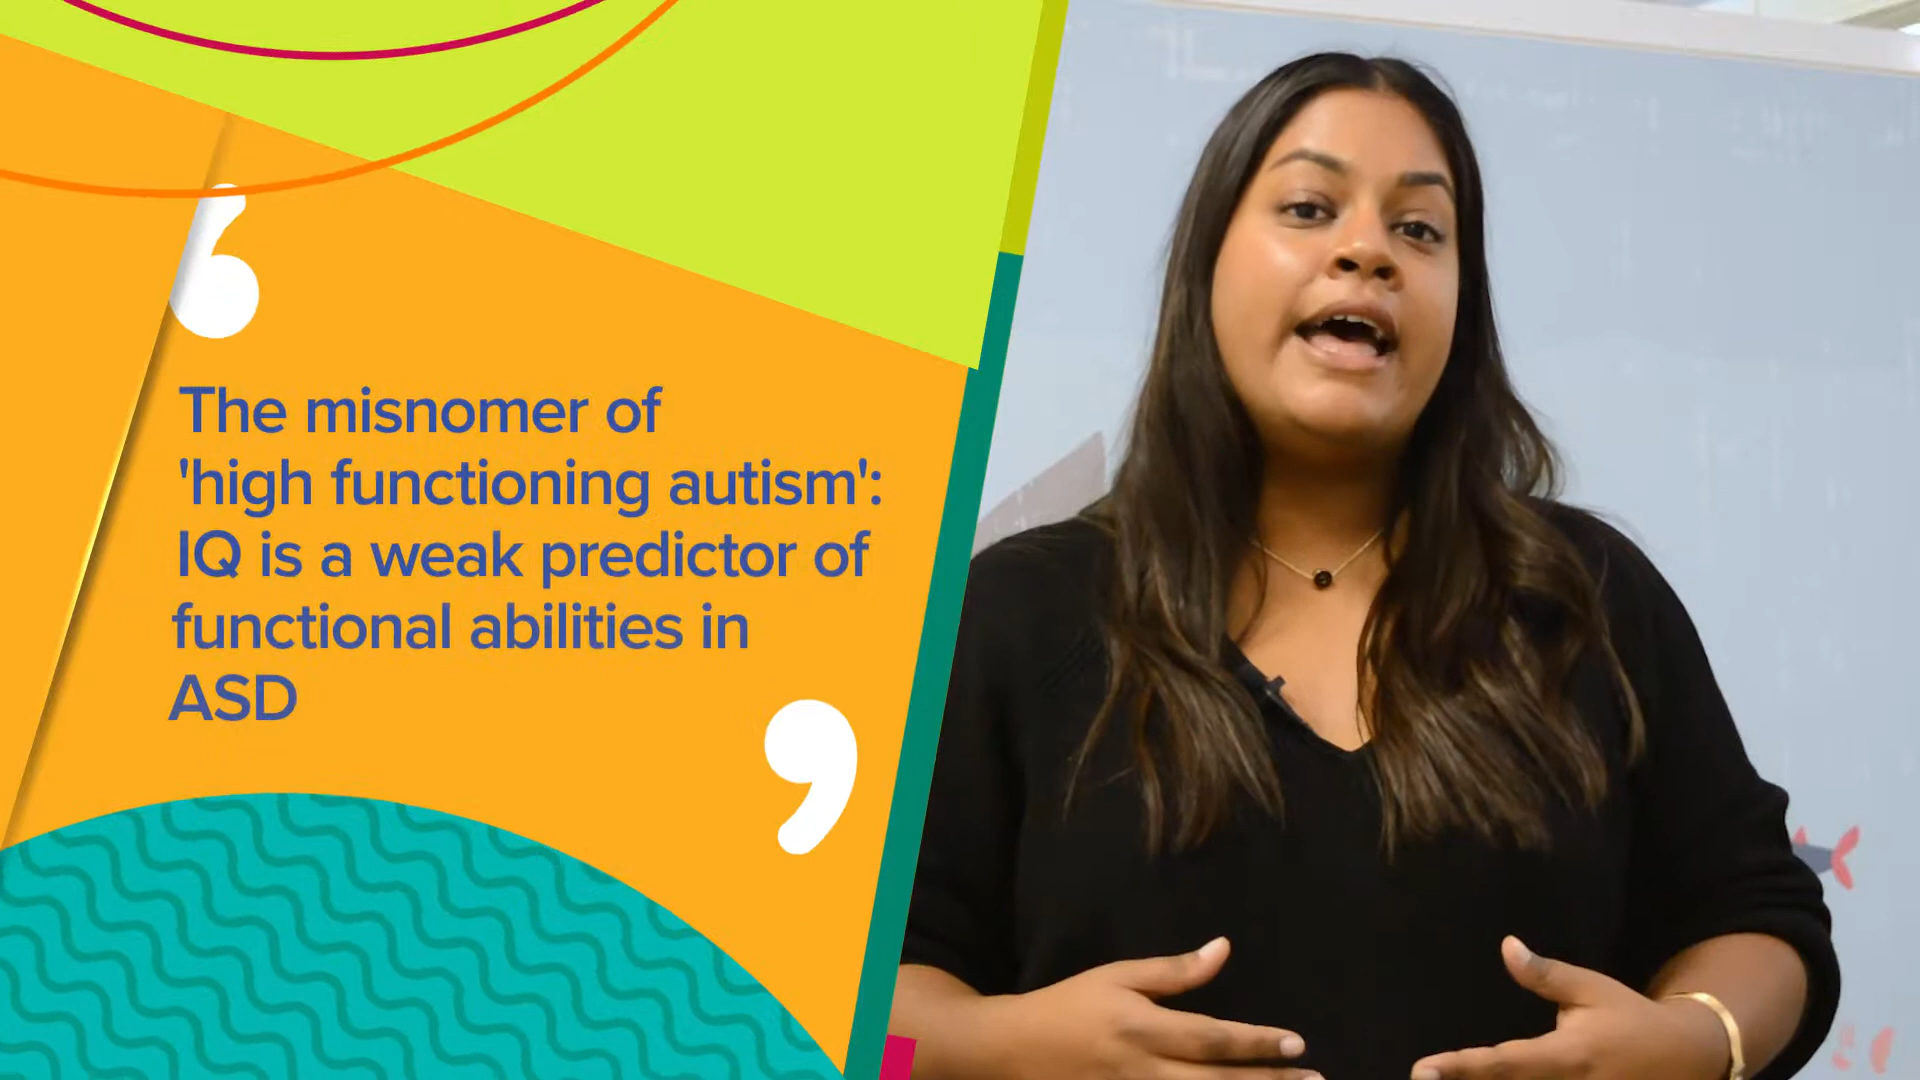 The misnomer of
'high functioning autism':
IQ is a weak predictor of
functional abilities in
ASD